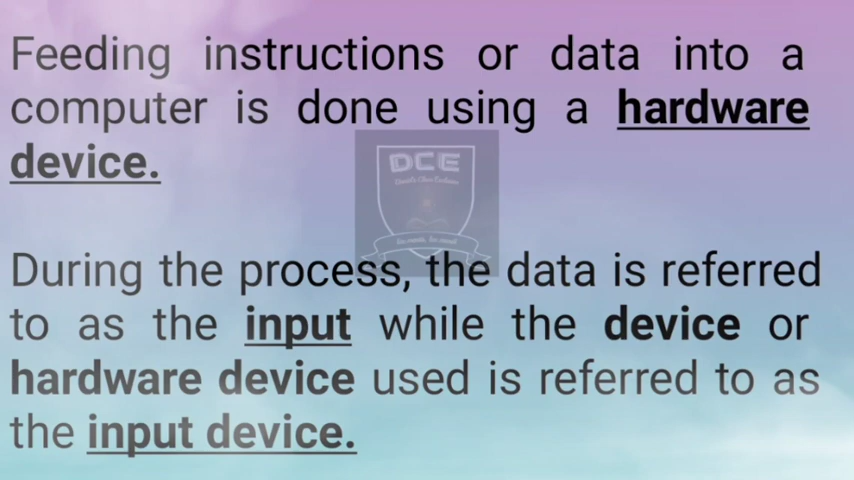 Feeding instructions or data into a
computer is done using a hardware
device.
DCE
During the process, the data is referred
to as the input while the device or
hardware device used is referred to as
the input device.